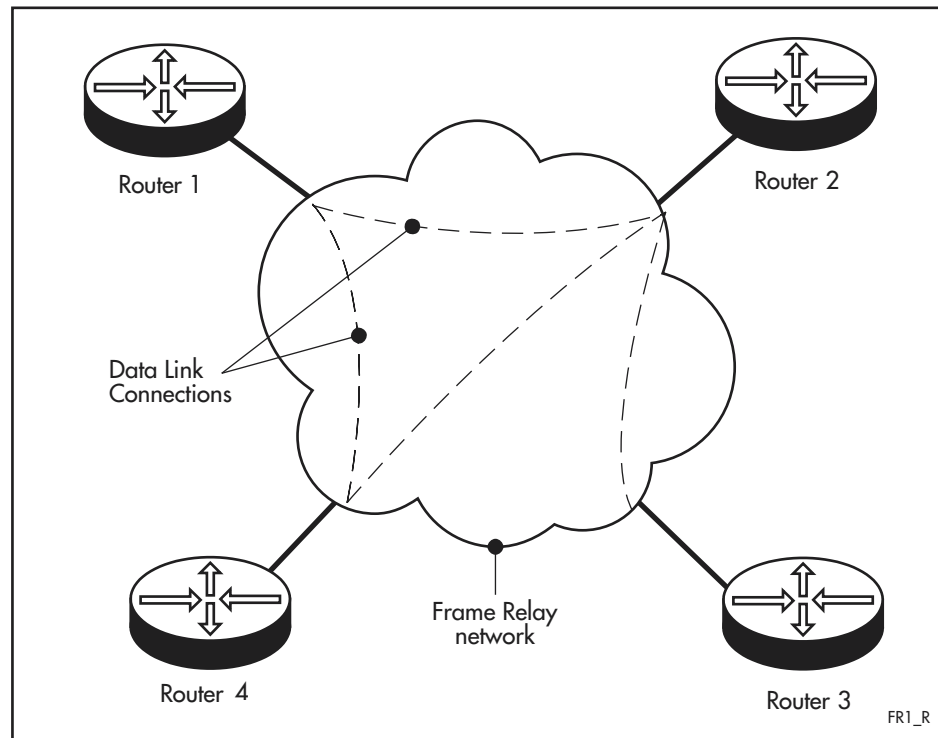 Router 1
Router 2
Data Link
Connections
Frame Relay
network
Router 4
Router 3
FR1_R